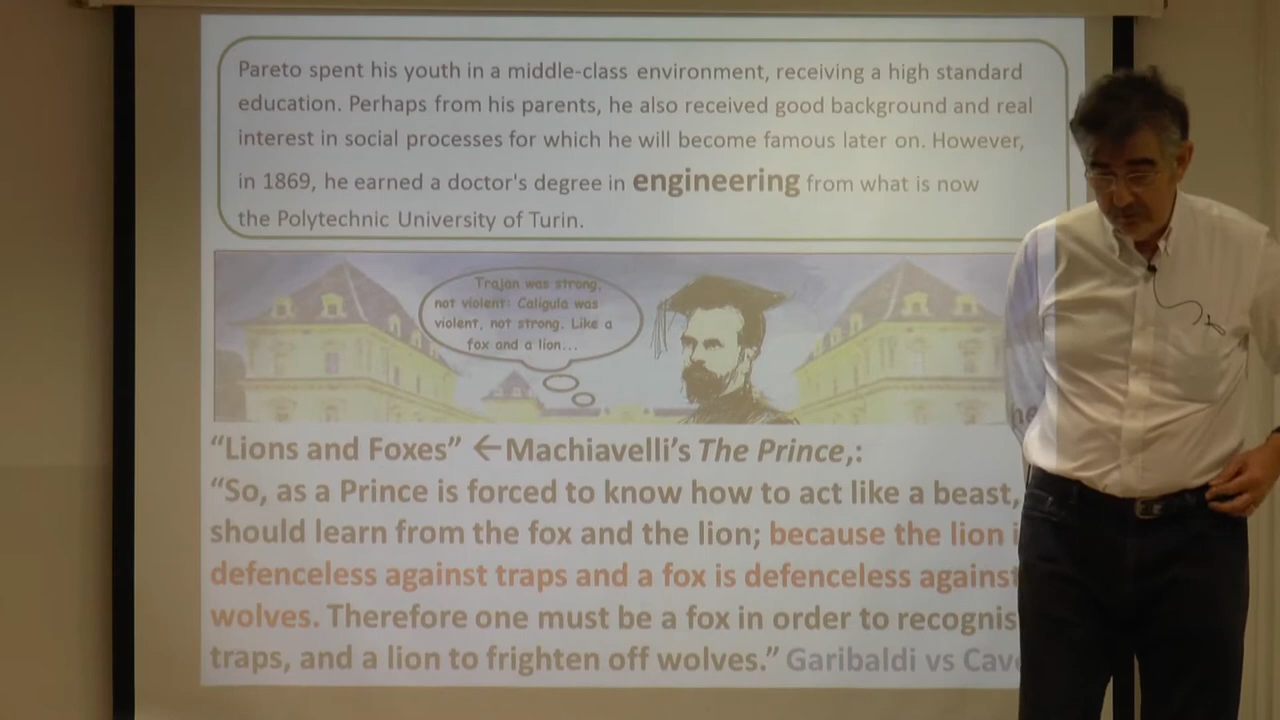 Pareto spent his youth in a middle-class environment, receiving a high standard
education. Perhaps from his parents, he also received good background and real
interest in social processes for which he will become famous later on. However,
in 1869, he earned a doctor's degree in engineering from what is now
the Polytechnic University of Turin.
Trajan was strong,
not violent: Caligula was
violent, not strong. Like a
fox and a lion...
“Lions and Foxes” ←Machiavelli’s The Prince,:
“So, as a Prince is forced to know how to act like a beast,
should learn from the fox and the lion; because the lion
defenceless against traps and a fox is defenceless against
wolves. Therefore one must be a fox in order to
traps, and a lion to frighten off wolves.” Garibaldi vs